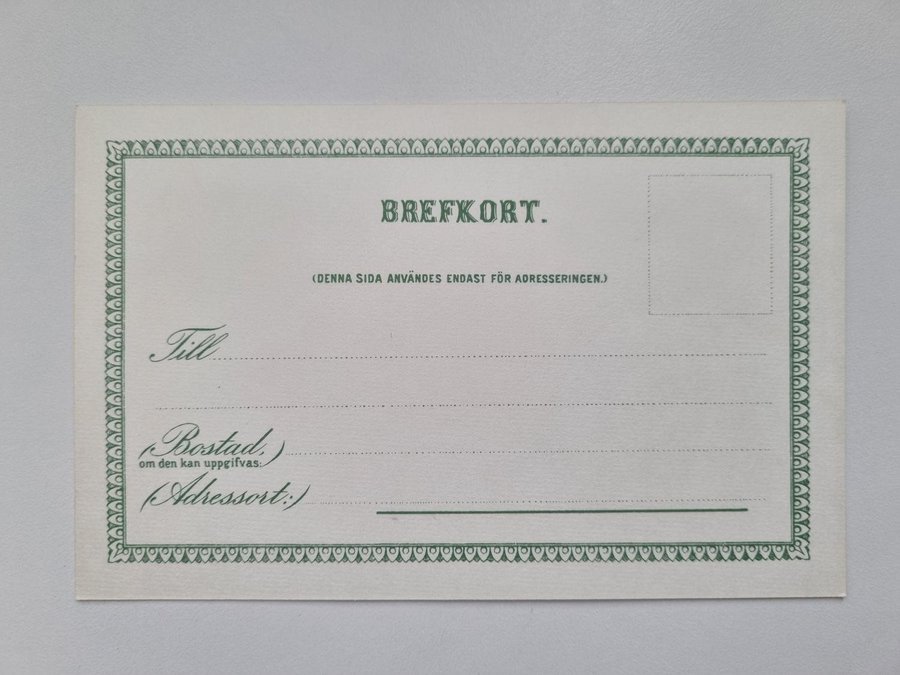 BREFKORT.
(DENNA SIDA ANVÄNDES ENDAST FÖR ADRESSERINGEN.)
Till
(Bostad,)
om den kan uppgifvas:
(Adressort:)